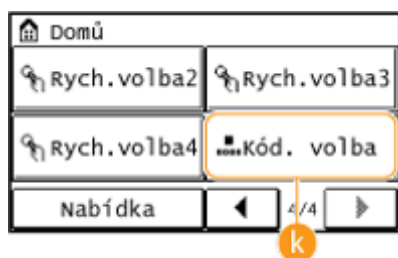 Domů
Rych.volba2 Rych.volba3
Rych.volba4 Kód. volba
Nabídka 4/4
k